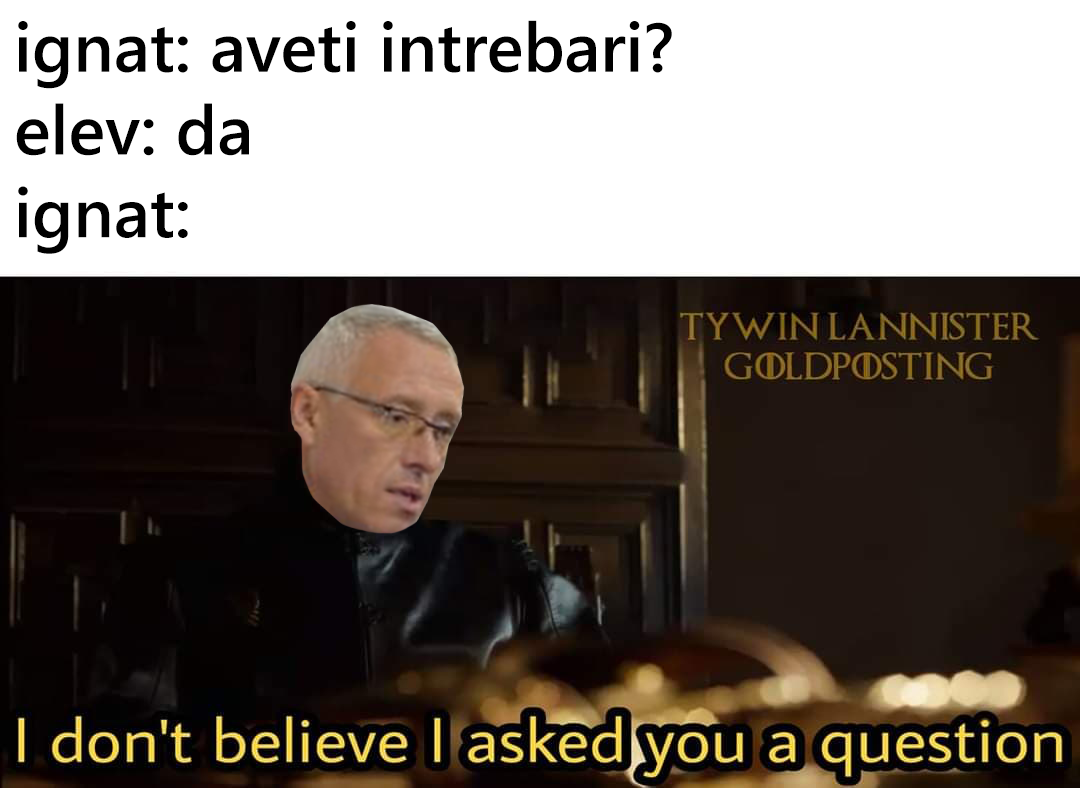 ignat: aveti intrebari?
elev: da
ignat:
TYWIN LANNISTER
GOLDPOSTING
I don't believe I asked you a question